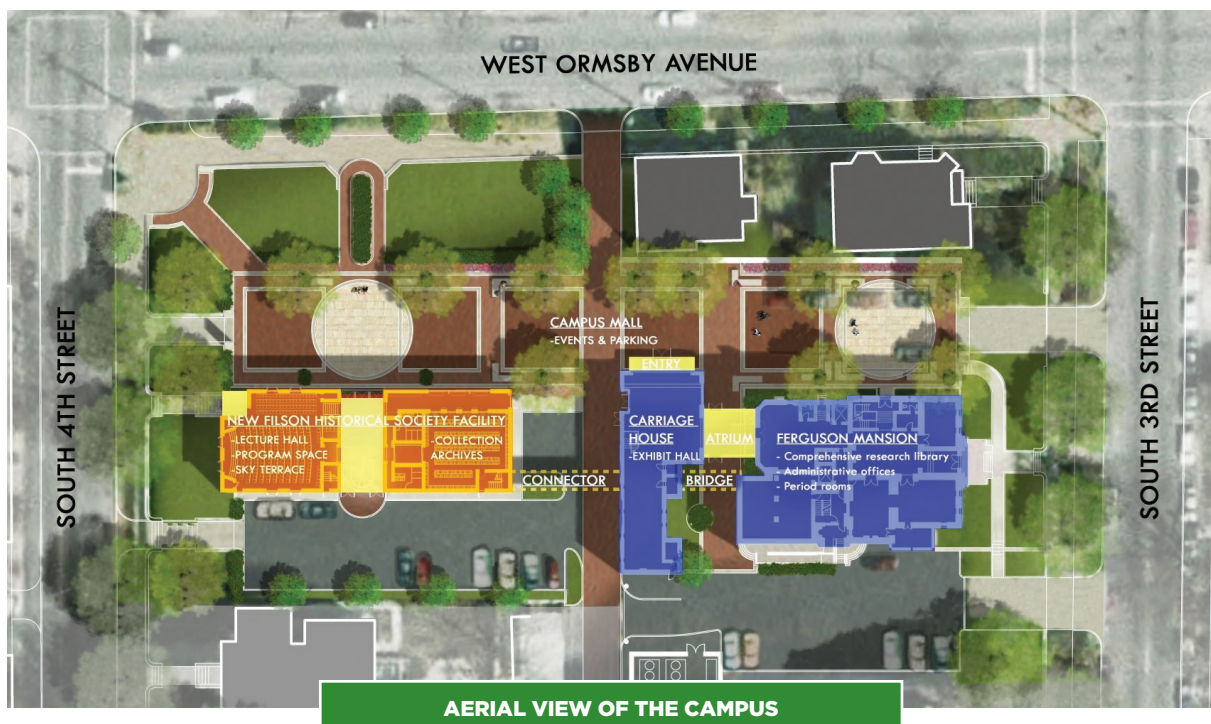 WEST ORMSBY AVENUE
SOUTH 4TH STREET
SOUTH 3RD STREET
CAMPUS MALL
-EVENTS & PARKING
ENTRY
NEW FILSON HISTORICAL SOCIETY FACILITY
-LECTURE HALL
-PROGRAM SPACE
-SKY TERRACE
-COLLECTION
ARCHIVES
CONNECTOR
CARRIAGE
HOUSE
-EXHIBIT HALL
ATRIUM
BRIDGE
FERGUSON MANSION
- Comprehensive research library
- Administrative offices
- Period rooms
AERIAL VIEW OF THE CAMPUS